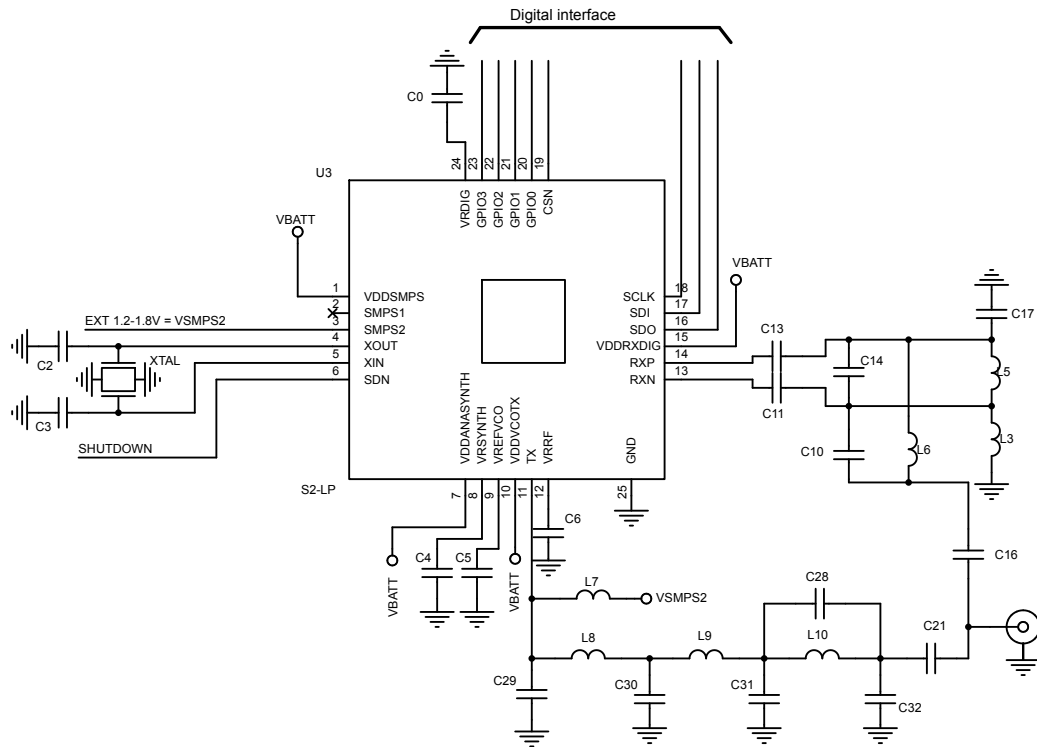 Digital interface
C0
24
23
22
21
20
19
U3
VRDIG
GPIO3
GPIO2
GPIO1
GPIO0
CSN
VBATT
VBATT
1
VDDSMPS
SCLK
18
2
SMPS1
SDI
17
EXT 1.2-1.8V = VSMPS2
3
SMPS2
SDO
16
4
XOUT
VDDRXDIG
15
5
XIN
RXP
14
6
SDN
RXN
13
C2
XTAL
C3
SHUTDOWN
C13
C11
C14
C17
L5
C10
L6
L3
VDDANASYNTH
VRSYNTH
VREFVCO
VDDVCOTX
TX
VRRF
GND
S2-LP
7
8
9
10
11
12
25
C4
C5
C6
VBATT
VBATT
C16
L7
VSMPS2
C28
L8
L9
L10
C21
C29
C30
C31
C32